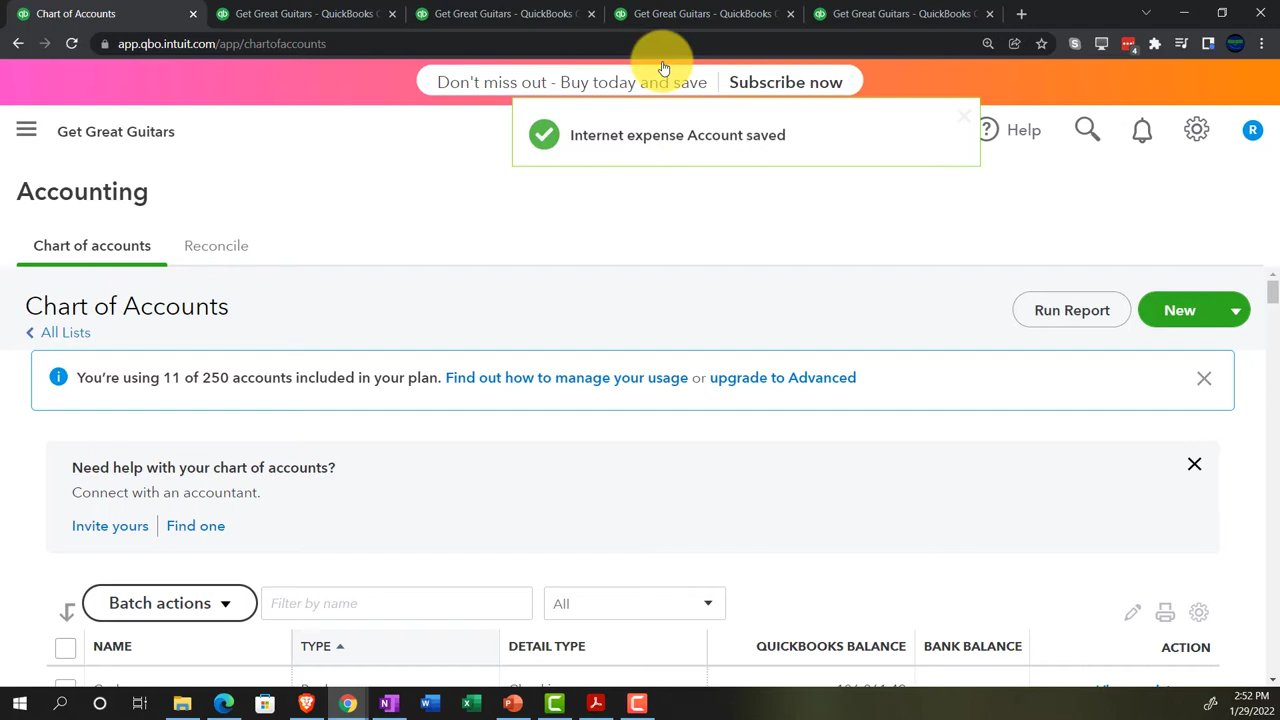 Chart of Accounts
Get Great Guitars - QuickBooks
Get Great Guitars - QuickBooks
Get Great Guitars - QuickBooks
Get Great Guitars - QuickBooks
app.qbo.intuit.com/app/chartofaccounts
4
Don't miss out - Buy today and save
Subscribe now
Get Great Guitars
Internet expense Account saved
Help
R
Accounting
Chart of accounts
Reconcile
Chart of Accounts
All Lists
Run Report
New
You're using 11 of 250 accounts included in your plan. Find out how to manage your usage or upgrade to Advanced
Need help with your chart of accounts?
Connect with an accountant.
Invite yours
Find one
Batch actions
Filter by name
All
NAME
TYPE
DETAIL TYPE
QUICKBOOKS BALANCE
BANK BALANCE
ACTION
2:52 PM
1/29/2022